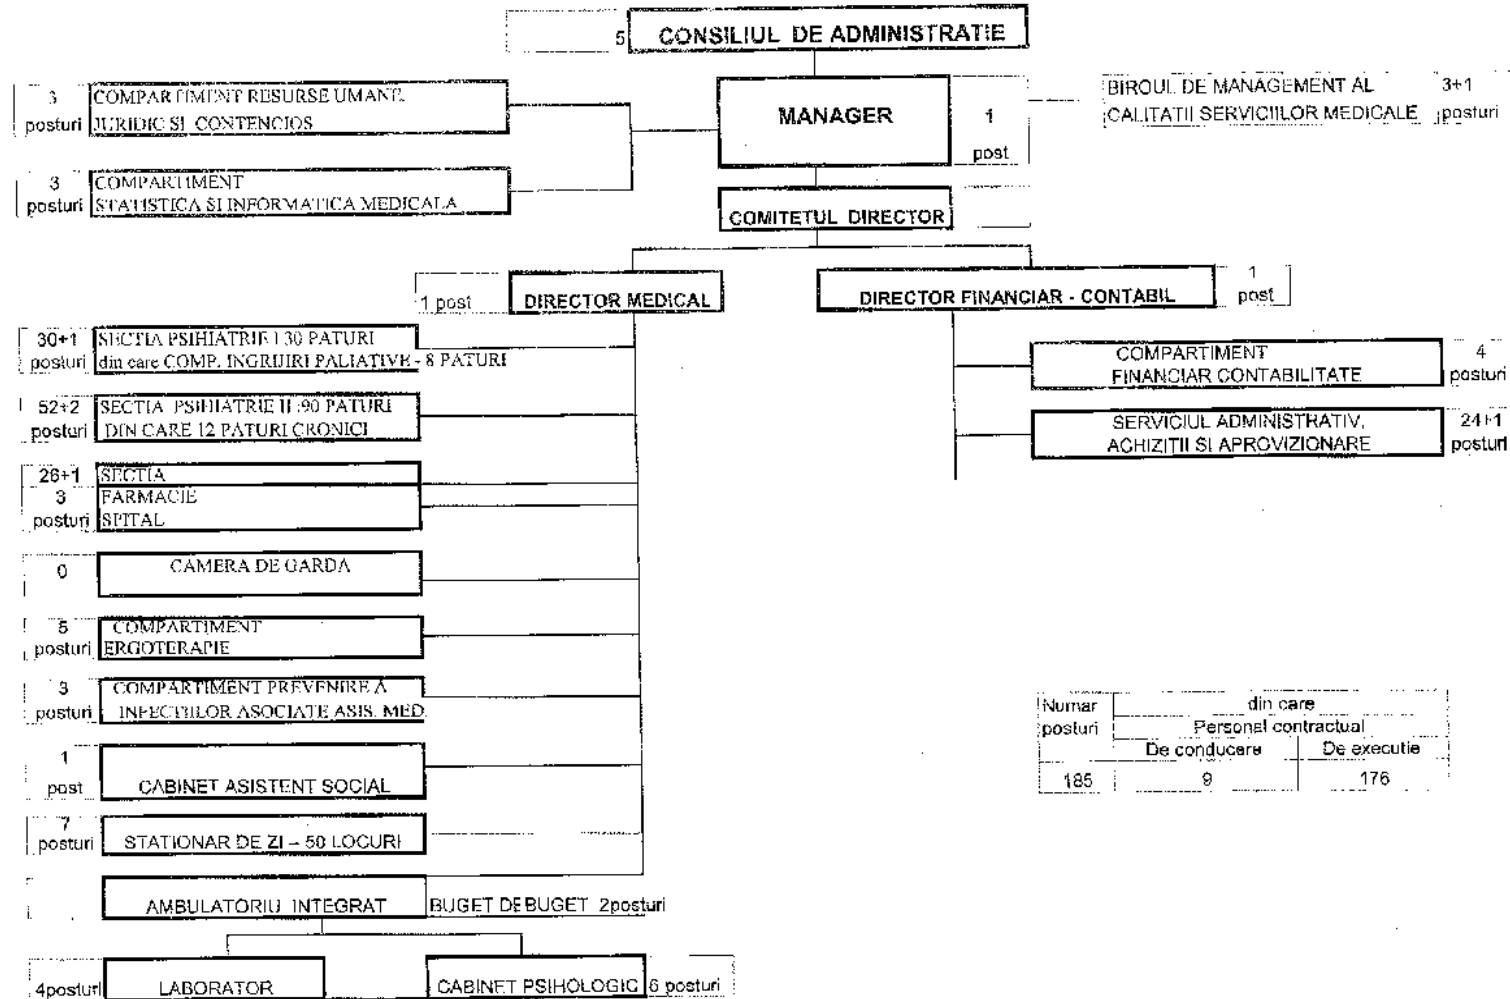 5 CONSILIUL DE ADMINISTRATIE
3 posturi
COMPARTIMENT RESURSE UMANE,
JURIDIC SI CONTENCIOS
MANAGER
1
post
BIROUL DE MANAGEMENT AL
CALITATII SERVICIILOR MEDICALE
3+1
posturi
3
posturi
COMPARTIMENT
STATISTICA SI INFORMATICA MEDICALA
COMITETUL DIRECTOR
1 post
DIRECTOR MEDICAL
DIRECTOR FINANCIAR - CONTABIL
1
post
30+1
posturi
SECTIA PSIHIATRIE I 30 PATURI
din care COMP. INGRIJIRI PALIATIVE - 8 PATURI
COMPARTIMENT
FINANCIAR CONTABILITATE
4
posturi
52+2
posturi
SECTIA PSIHIATRIE II :90 PATURI
DIN CARE 12 PATURI CRONICI
SERVICIUL ADMINISTRATIV,
ACHIZITII SI APROVIZIONARE
24+1
posturi
26+1
SECTIA
3
posturi
FARMACIE
SPITAL
0
CAMERA DE GARDA
5
posturi
COMPARTIMENT
ERGOTERAPIE
3
posturi
COMPARTIMENT PREVENIRE A
INFECTIILOR ASOCIATE ASIS. MED.
1
post
CABINET ASISTENT SOCIAL
7
posturi
STATIONAR DE ZI – 50 LOCURI
AMBULATORIU INTEGRAT
BUGET DEBUGET 2posturi
4posturi
LABORATOR
CABINET PSIHOLOGIC
6 posturi
Numar
posturi
din care
Personal contractual
De conducere
De executie
185
9
176